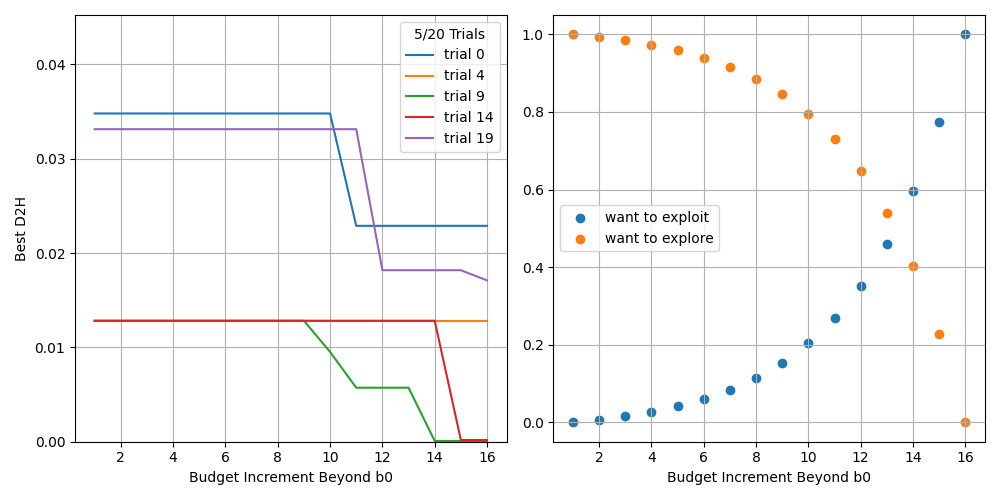 5/20 Trials
trial 0
trial 4
trial 9
trial 14
trial 19
0.04
0.03
0.02
0.01
0.00
Best D2H
2 4 6 8 10 12 14 16
Budget Increment Beyond b0
1.0
0.8
0.6
0.4
0.2
0.0
want to exploit
want to explore
2 4 6 8 10 12 14 16
Budget Increment Beyond b0